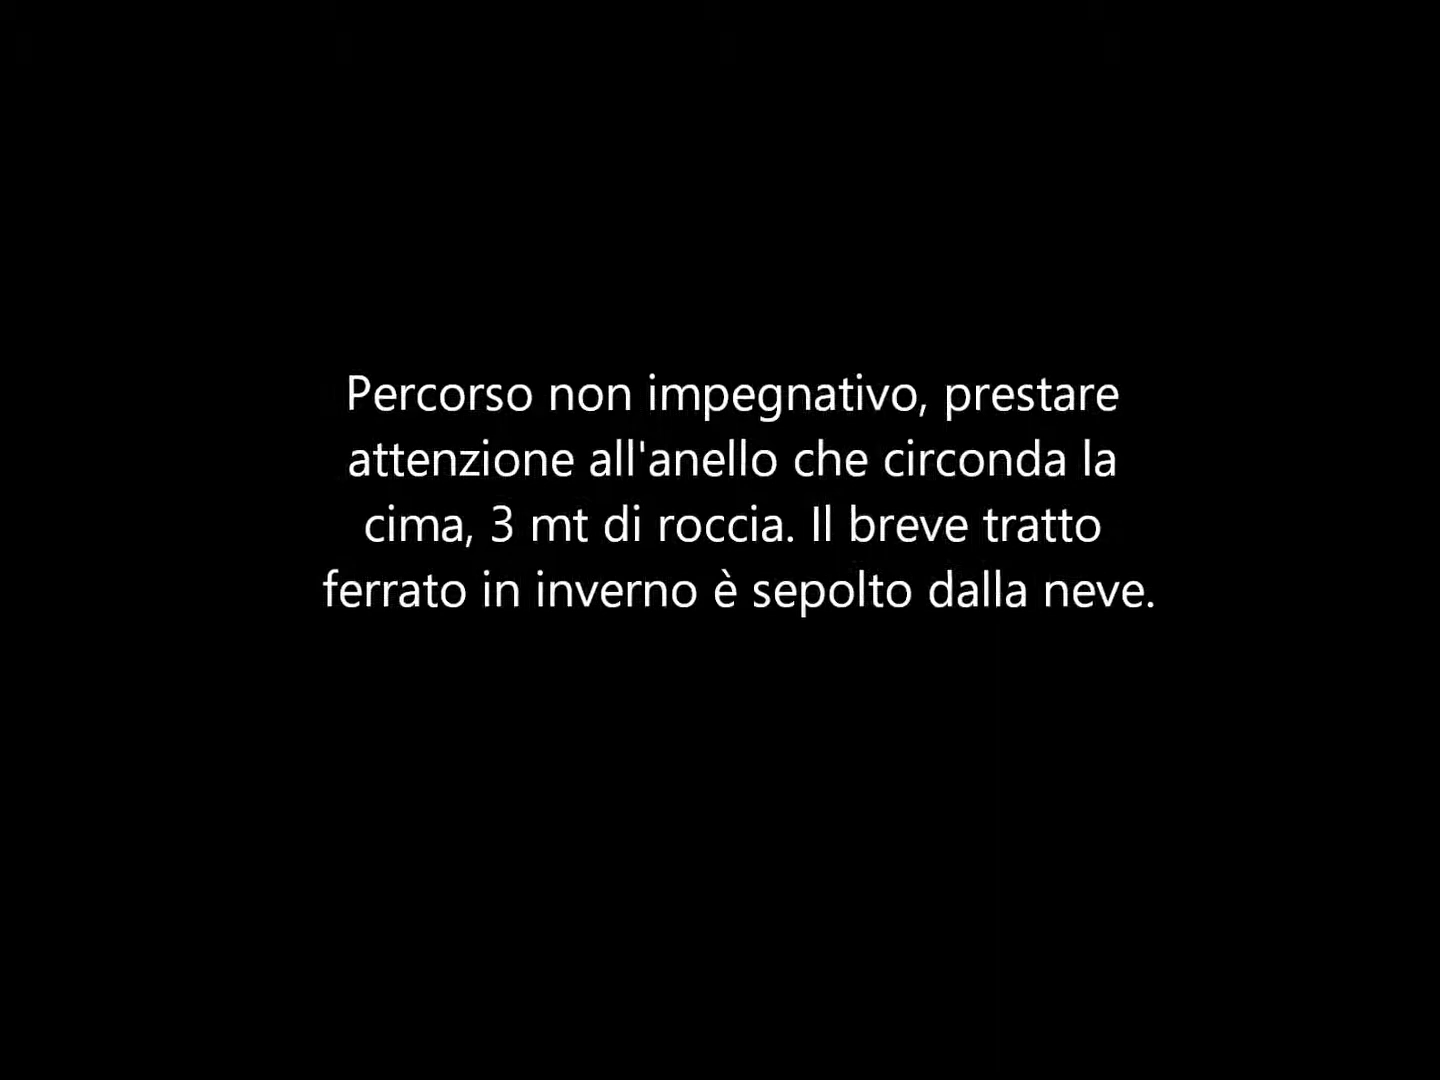 Percorso non impegnativo, prestare
attenzione all'anello che circonda la
cima, 3 mt di roccia. Il breve tratto
ferrato in inverno è sepolto dalla neve.